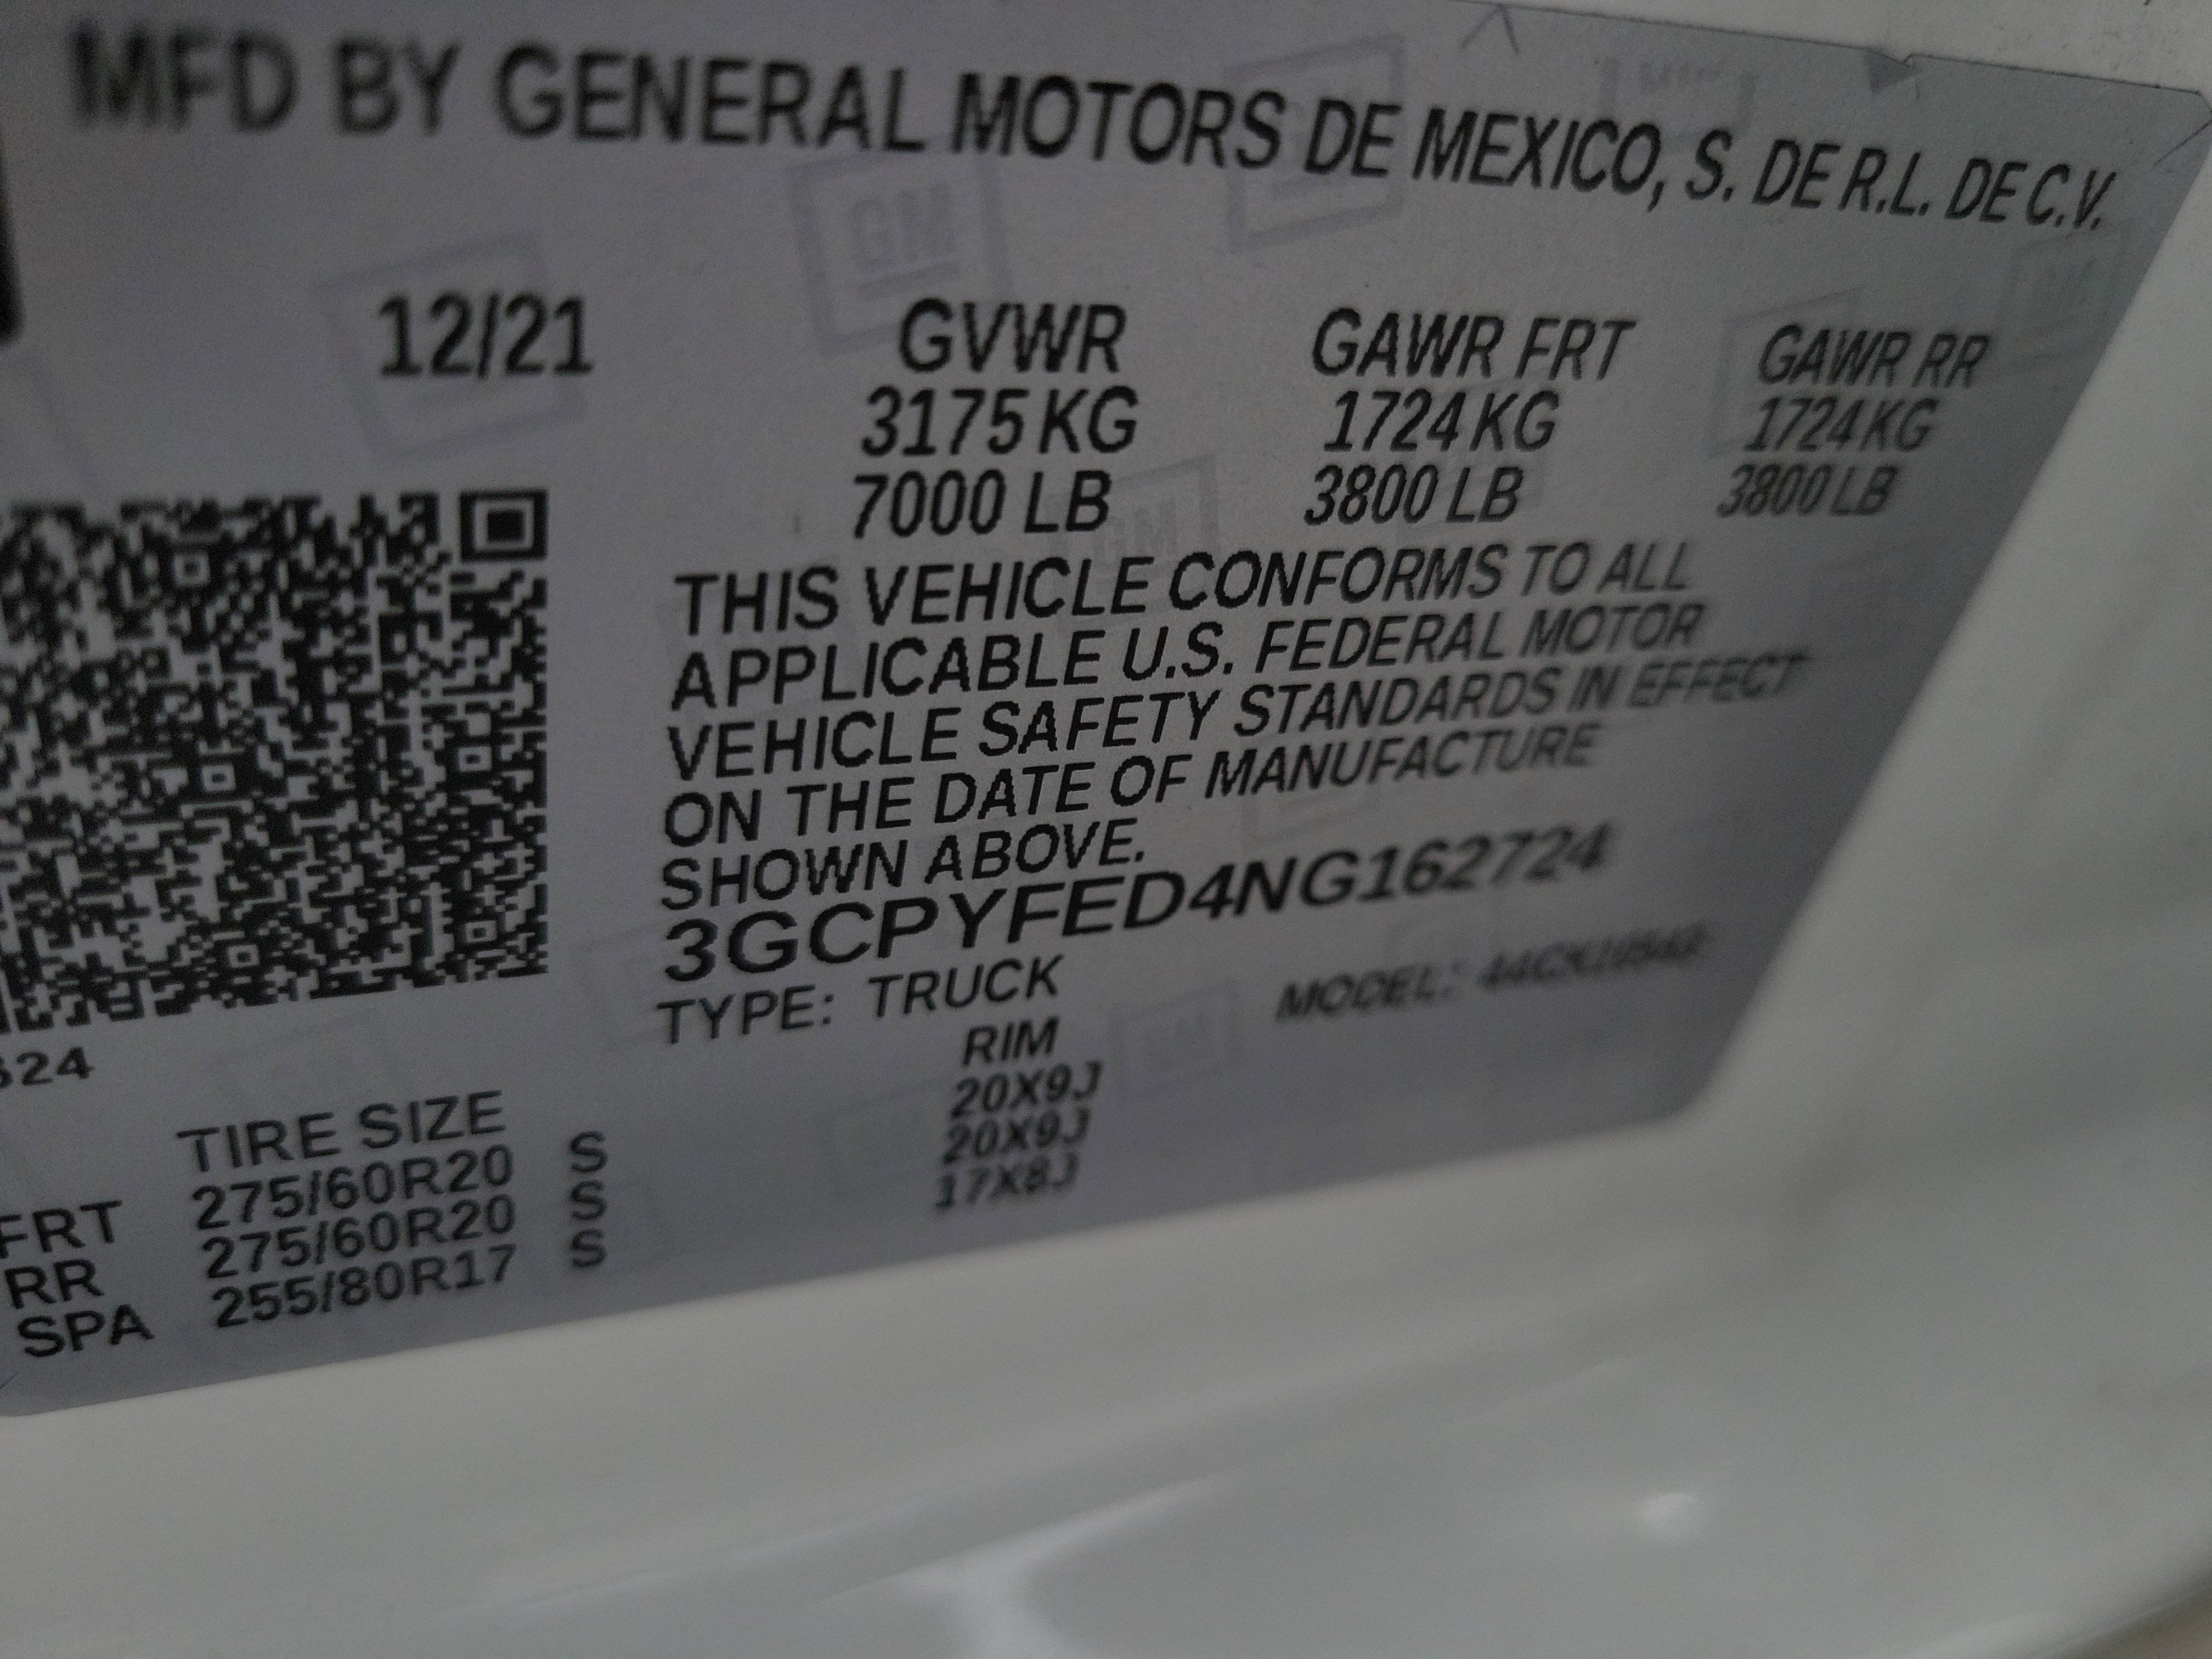 MFD BY GENERAL MOTORS DE MEXICO, S. DE R.L. DE C.V.
12/21 GVWR GAWR FRT GAWR RR
3175 KG 1724 KG 1724 KG
7000 LB 3800 LB 3800 LB
THIS VEHICLE CONFORMS TO ALL
APPLICABLE U.S. FEDERAL MOTOR
VEHICLE SAFETY STANDARDS IN EFFECT
ON THE DATE OF MANUFACTURE
SHOWN ABOVE.
3GCPYFED4NG162724
TYPE: TRUCK MODEL:
24
TIRE SIZE RIM
FRT 275/60R20 S 20X9J
RR 275/60R20 S 20X9J
SPA 255/80R17 S 17X8J